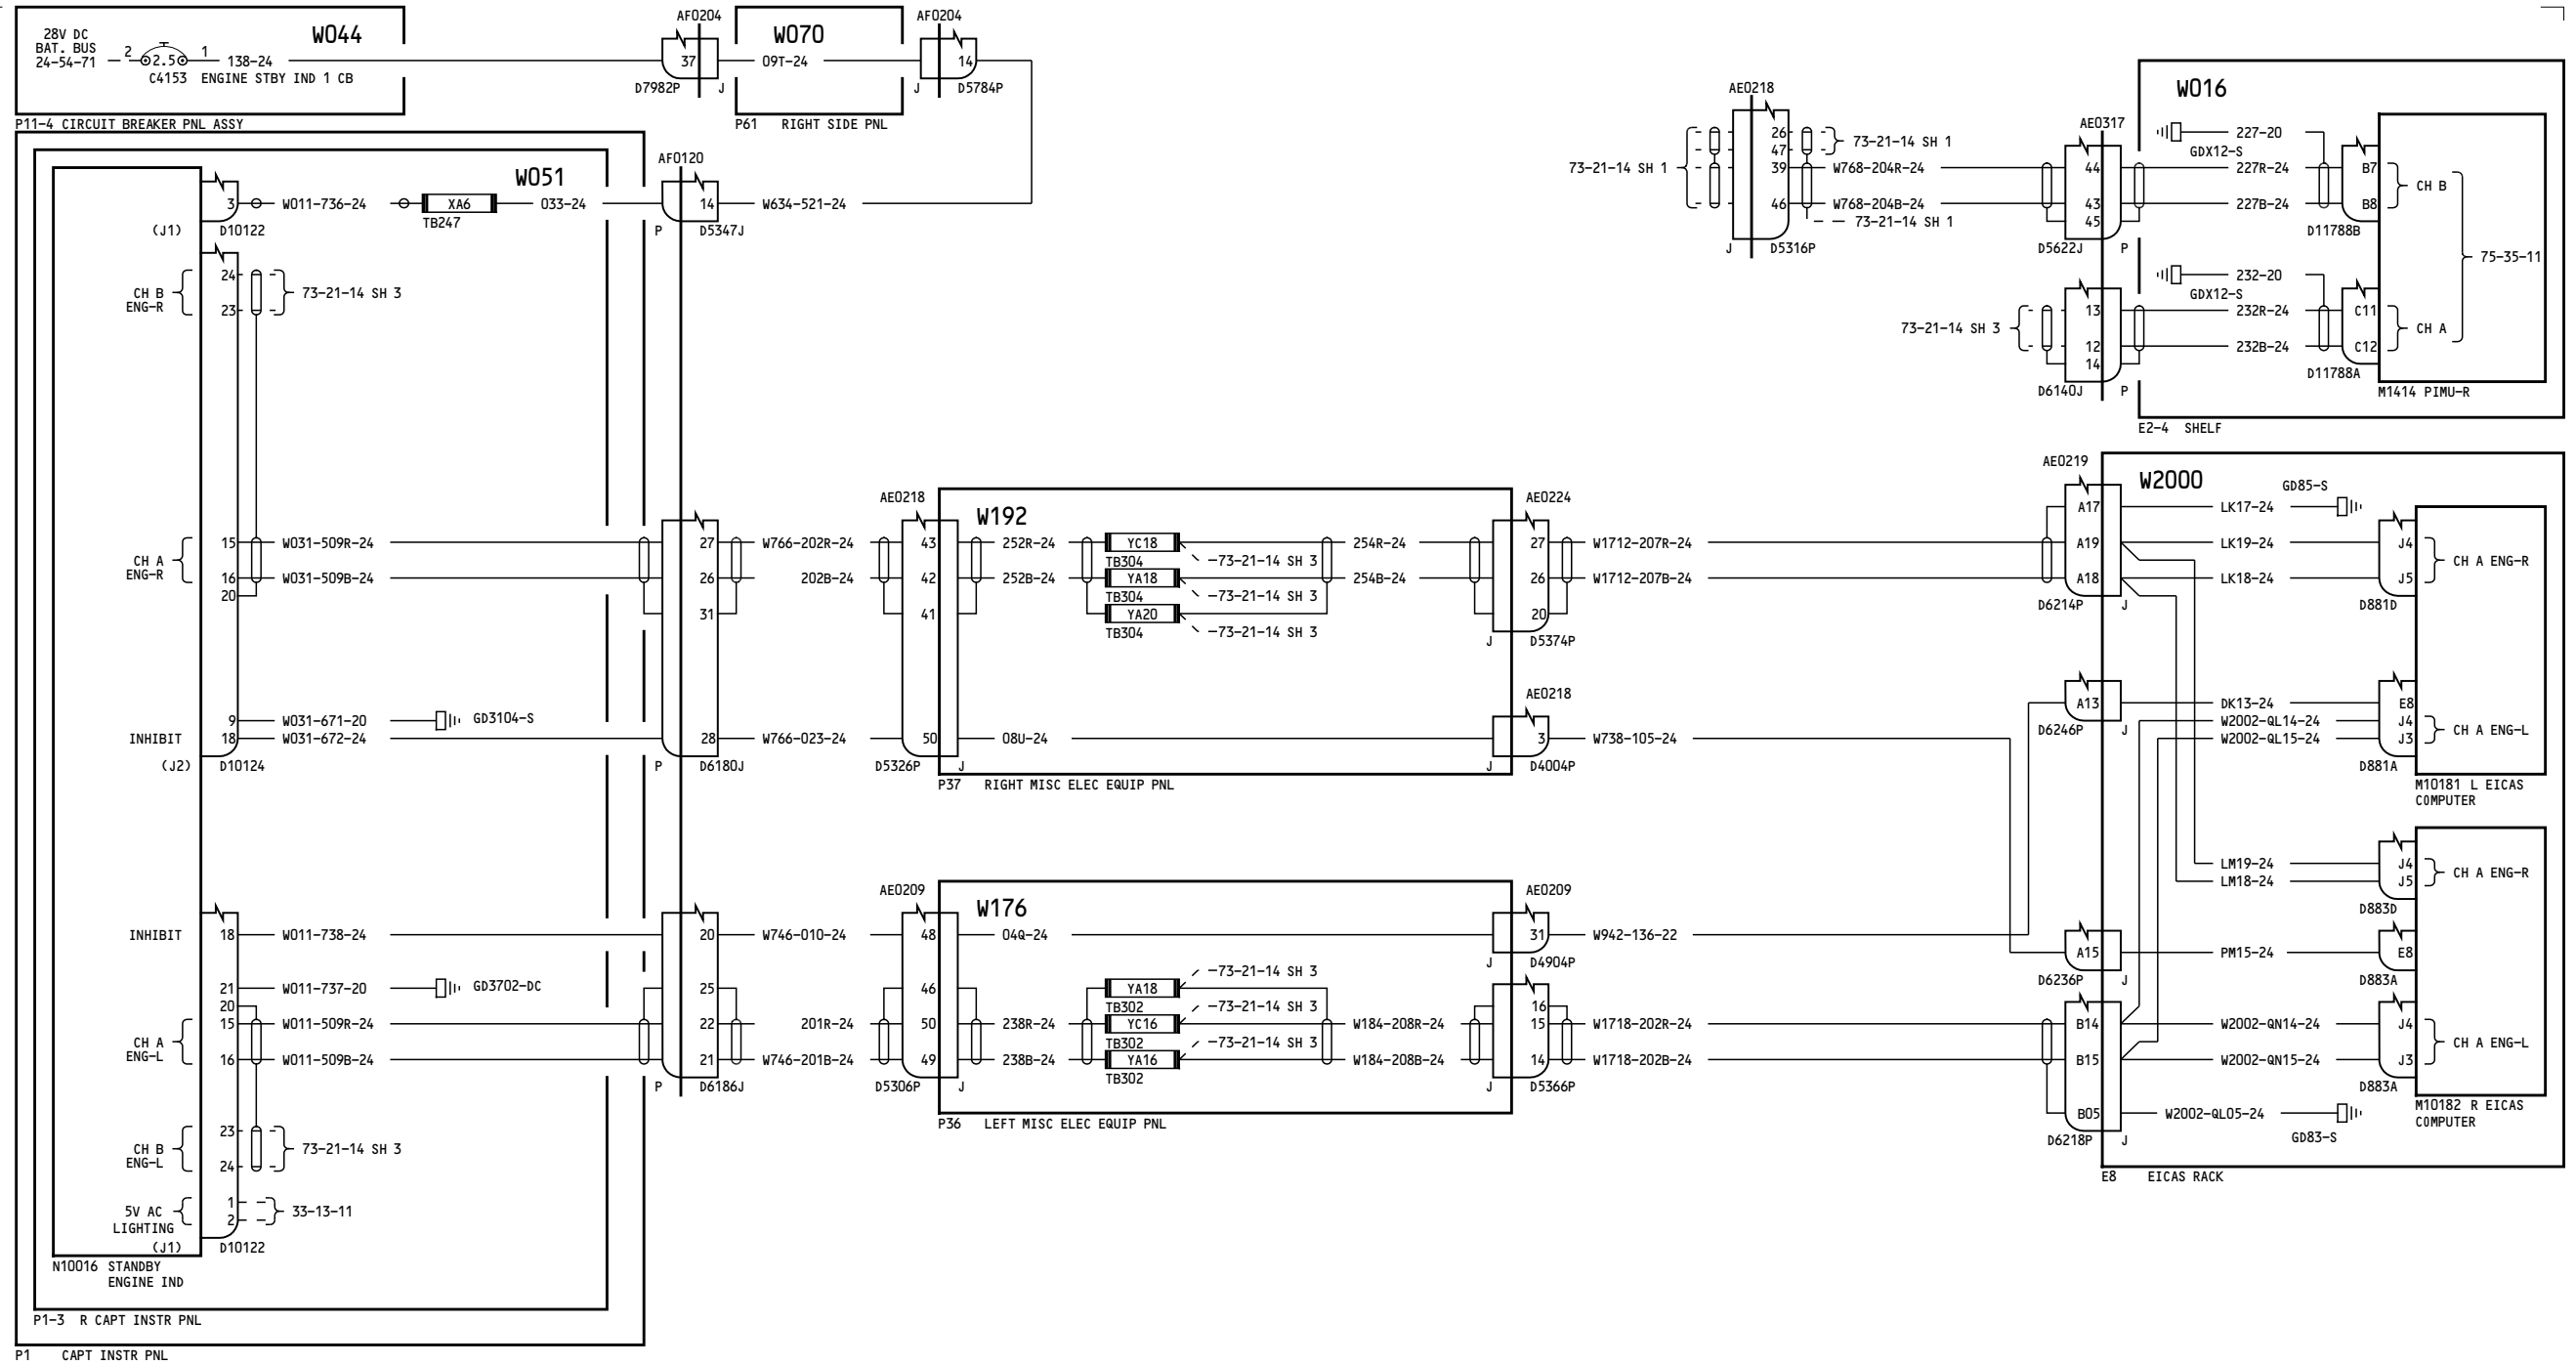 28V DC
BAT. BUS
24-54-71
2
2.5
1
138-24
C4153 ENGINE STBY IND 1 CB
W044
P11-4 CIRCUIT BREAKER PNL ASSY
AF0204
37
D7982P
J
W070
09T-24
P61 RIGHT SIDE PNL
AF0204
14
J
D5784P
W051
3
W011-736-24
XA6
TB247
033-24
(J1)
D10122
AF0120
14
W634-521-24
P
D5347J
24
CH B
ENG-R
23
73-21-14 SH 3
CH A
ENG-R
15
W031-509R-24
16
W031-509B-24
20
9
W031-671-20
GD3104-S
INHIBIT
18
W031-672-24
(J2)
D10124
27
26
31
28
P
D6180J
W766-202R-24
202B-24
W766-023-24
AE0218
43
42
41
50
D5326P
J
W192
252R-24
YC18
TB304
73-21-14 SH 3
254R-24
252B-24
YA18
TB304
73-21-14 SH 3
254B-24
YA20
TB304
73-21-14 SH 3
08U-24
P37 RIGHT MISC ELEC EQUIP PNL
AE0224
27
26
20
J
D5374P
W1712-207R-24
W1712-207B-24
AE0218
3
J
D4004P
W738-105-24
INHIBIT
18
W011-738-24
21
W011-737-20
GD3702-DC
20
CH A
ENG-L
15
W011-509R-24
16
W011-509B-24
CH B
ENG-L
23
24
73-21-14 SH 3
5V AC
LIGHTING
1
2
33-13-11
(J1)
D10122
N10016 STANDBY
ENGINE IND
P1-3 R CAPT INSTR PNL
P1 CAPT INSTR PNL
20
25
22
21
P
D6186J
W746-010-24
201R-24
W746-201B-24
AE0209
48
46
50
49
D5306P
J
W176
04Q-24
YA18
TB302
73-21-14 SH 3
238R-24
YC16
TB302
73-21-14 SH 3
W184-208R-24
238B-24
YA16
TB302
73-21-14 SH 3
W184-208B-24
P36 LEFT MISC ELEC EQUIP PNL
AE0209
31
J
D4904P
W942-136-22
16
15
14
J
D5366P
W1718-202R-24
W1718-202B-24
AE0218
73-21-14 SH 1
26
47
39
46
73-21-14 SH 1
W768-204R-24
W768-204B-24
73-21-14 SH 1
J
D5316P
AE0317
44
43
45
D5622J
P
73-21-14 SH 3
13
12
14
D6140J
P
W016
227-20
GDX12-S
227R-24
227B-24
B7
B8
CH B
D11788B
232-20
GDX12-S
232R-24
232B-24
C11
C12
CH A
D11788A
75-35-11
M1414 PIMU-R
E2-4 SHELF
AE0219
A17
A19
A18
D6214P
J
W2000
GD85-S
LK17-24
LK19-24
LK18-24
J4
J5
CH A ENG-R
D881D
A13
D6246P
J
DK13-24
W2002-QL14-24
W2002-QL15-24
E8
J4
J3
CH A ENG-L
D881A
M10181 L EICAS
COMPUTER
LM19-24
LM18-24
J4
J5
CH A ENG-R
D883D
A15
D6236P
J
PM15-24
E8
D883A
B14
B15
B05
D6218P
J
W2002-QN14-24
W2002-QN15-24
J4
J3
CH A ENG-L
D883A
W2002-QL05-24
GD83-S
M10182 R EICAS
COMPUTER
E8 EICAS RACK